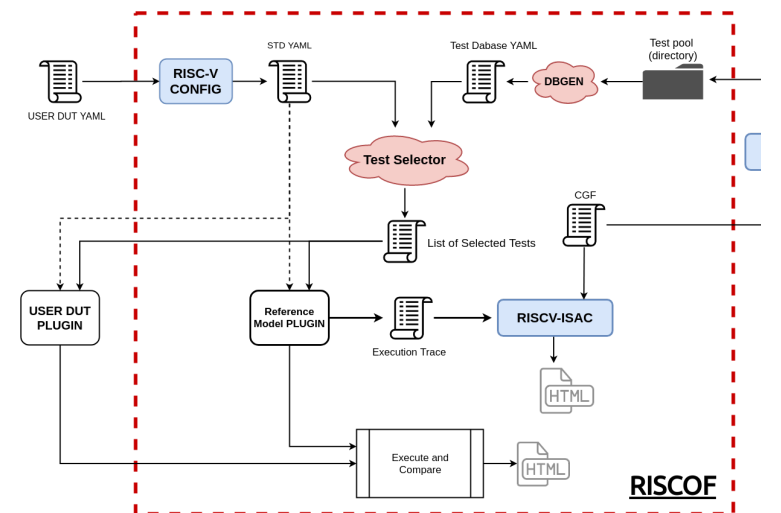 STD YAML
Test Dabase YAML
Test pool
(directory)
RISC-V
CONFIG
DBGEN
USER DUT YAML
Test Selector
CGF
List of Selected Tests
USER DUT
PLUGIN
Reference
Model PLUGIN
RISCV-ISAC
Execution Trace
HTML
Execute and
Compare
HTML
RISCOF